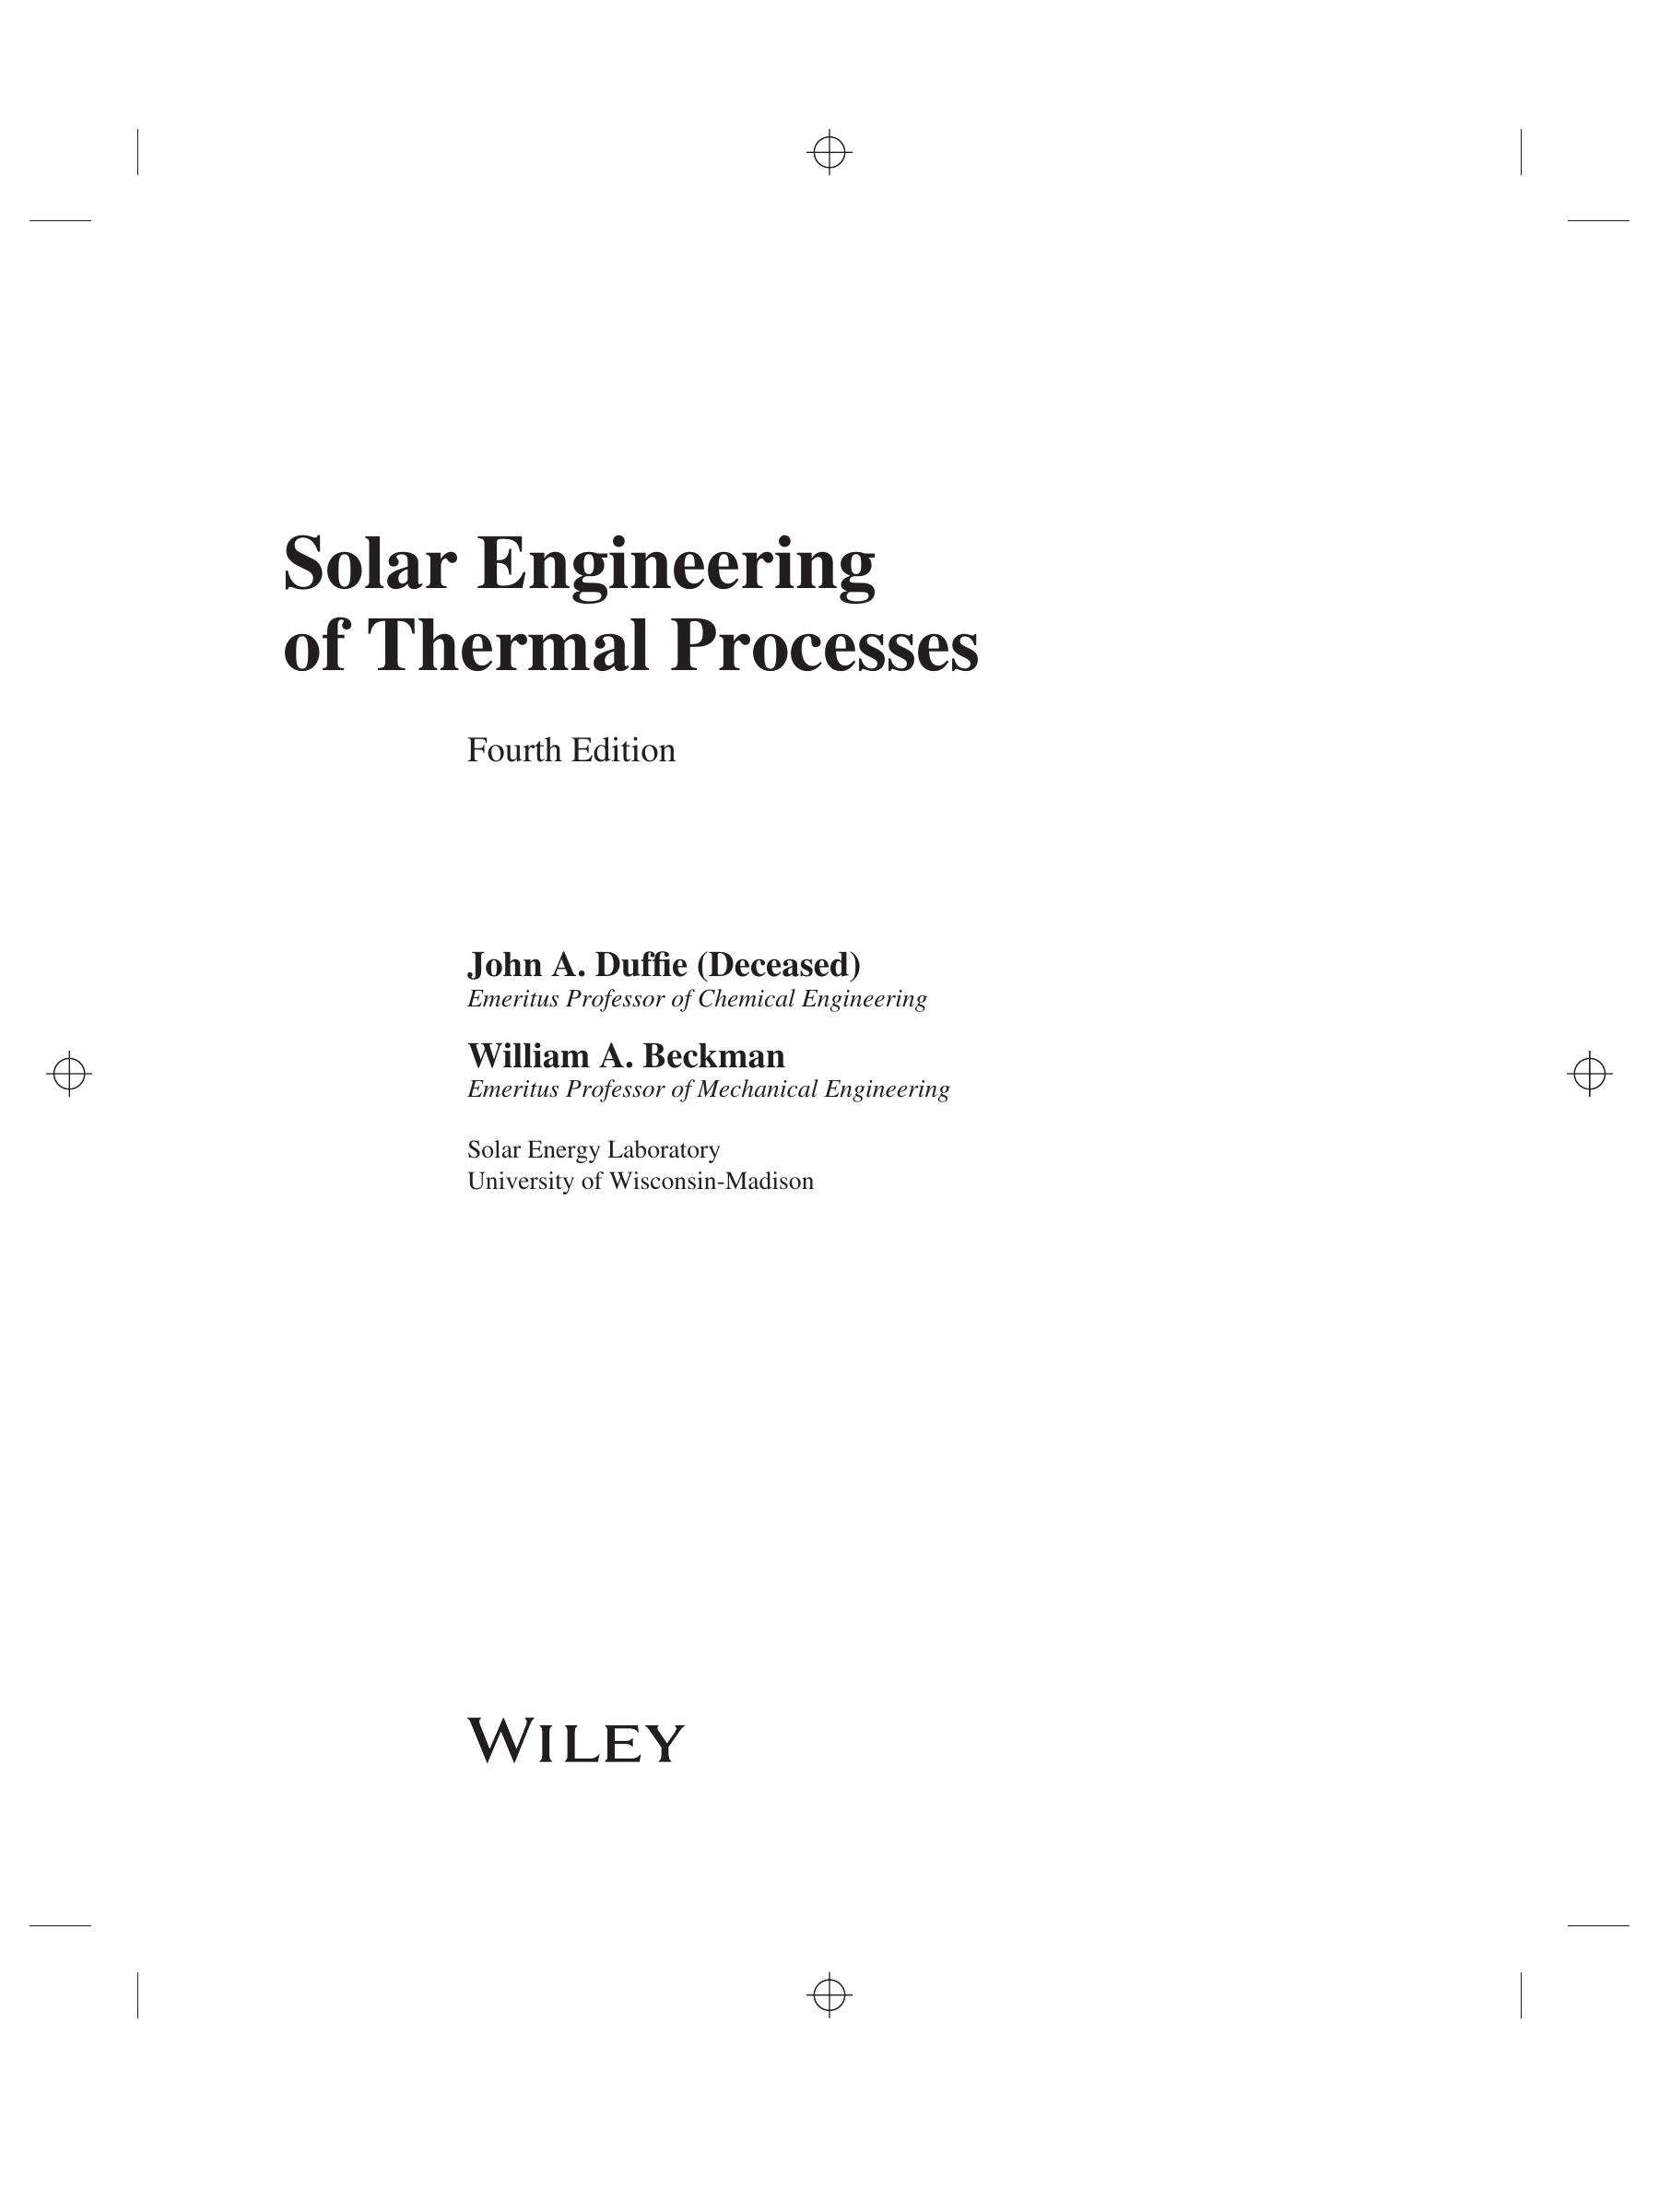 Solar Engineering
of Thermal Processes
Fourth Edition
John A. Duffie (Deceased)
Emeritus Professor of Chemical Engineering
William A. Beckman
Emeritus Professor of Mechanical Engineering
Solar Energy Laboratory
University of Wisconsin-Madison
WILEY